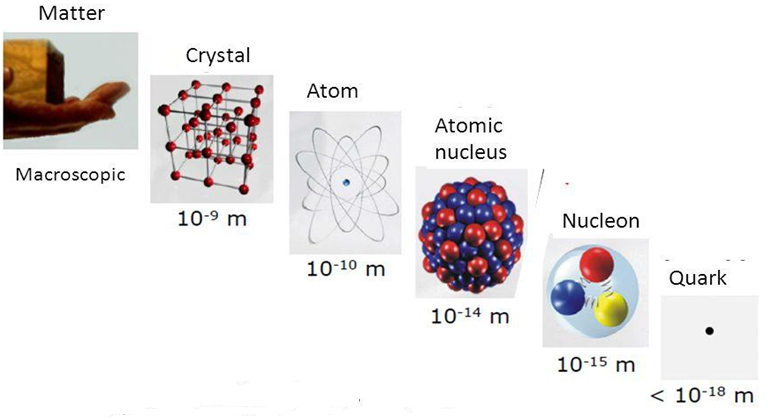 Matter
Macroscopic
Crystal
10⁻⁹ m
Atom
10⁻¹⁰ m
Atomic
nucleus
10⁻¹⁴ m
Nucleon
10⁻¹⁵ m
Quark
< 10⁻¹⁸ m